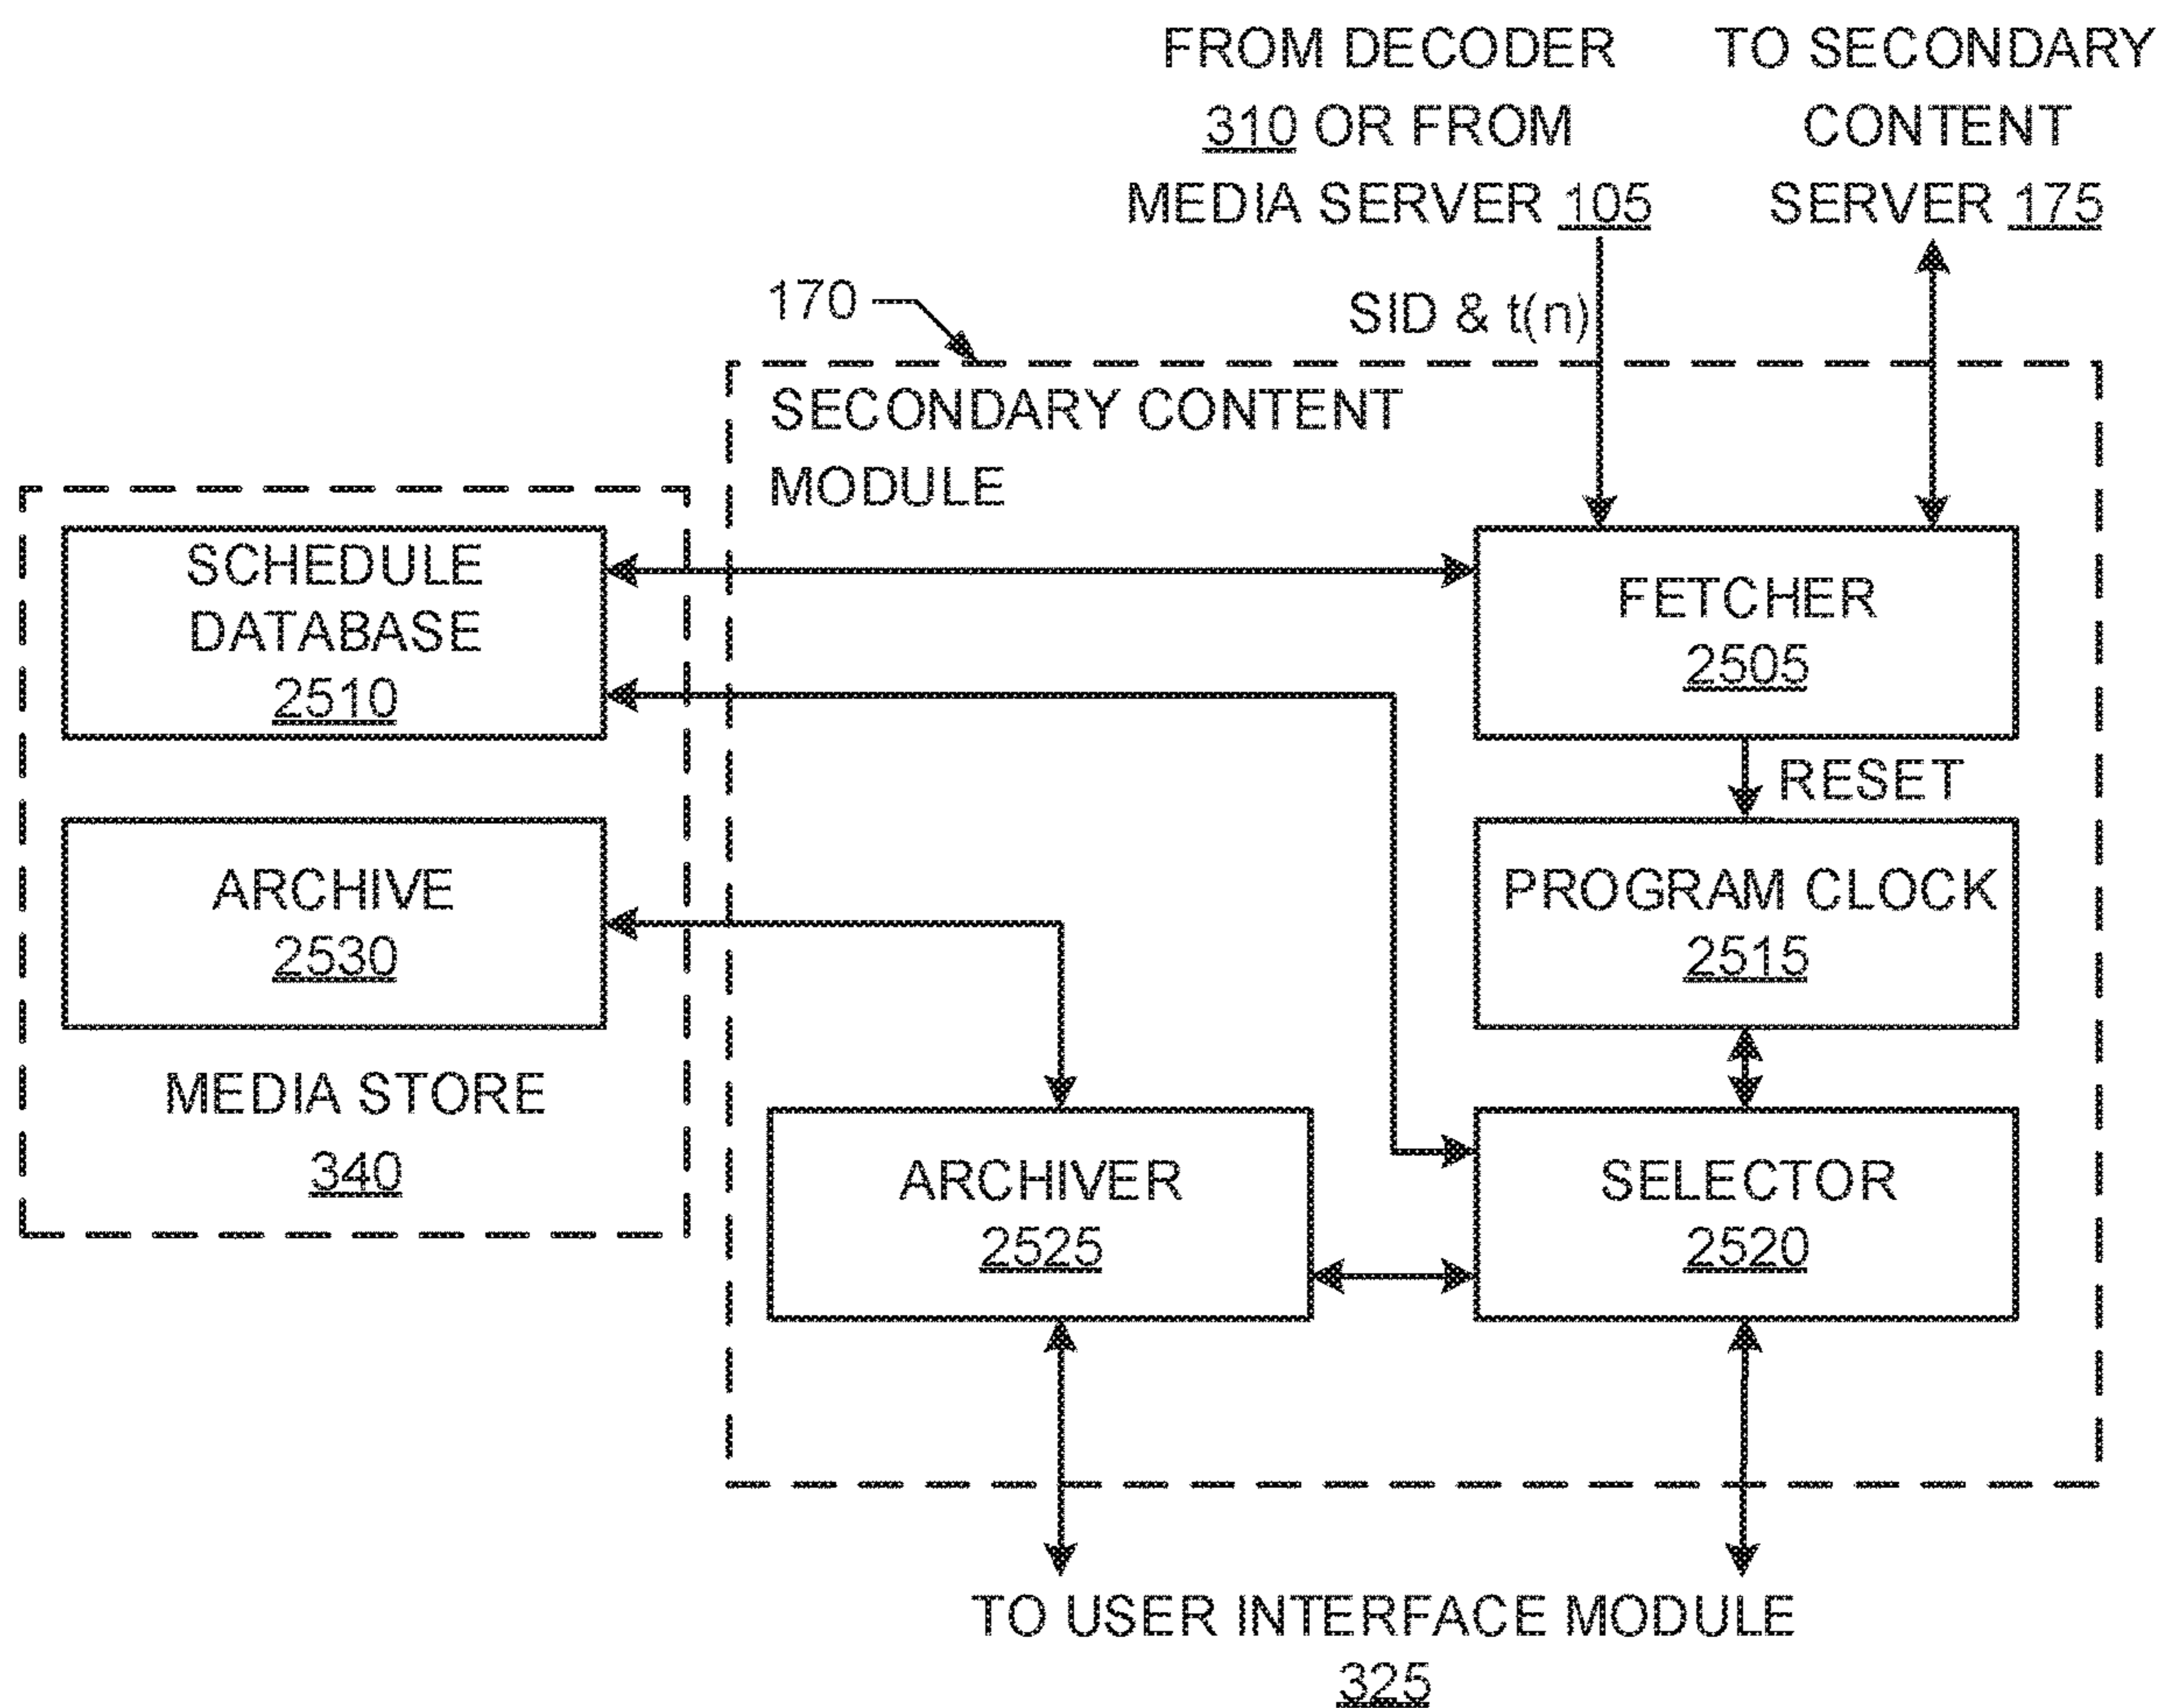 FROM DECODER
310 OR FROM
MEDIA SERVER 105
TO SECONDARY
CONTENT
SERVER 175
170
SID & t(n)
SECONDARY CONTENT
MODULE
SCHEDULE
DATABASE
2510
FETCHER
2505
RESET
ARCHIVE
2530
PROGRAM CLOCK
2515
MEDIA STORE
340
ARCHIVER
2525
SELECTOR
2520
TO USER INTERFACE MODULE
325